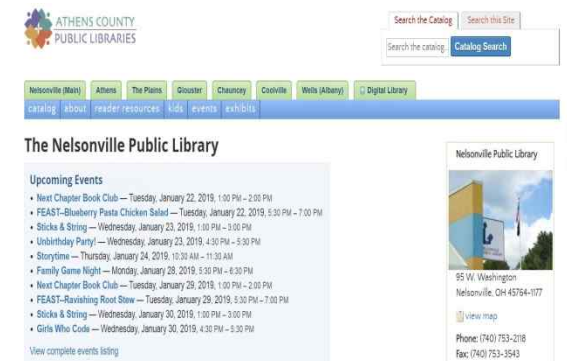 ATHENS COUNTY
PUBLIC LIBRARIES
Search the Catalog Search this Site
Search the catalog. Catalog Search
Nelsonville (Main) Athens The Plains Glouster Chauncey Coolville Wells (Albany) Digital Library
catalog about reader resources kids events exhibits
The Nelsonville Public Library
Upcoming Events
• Next Chapter Book Club — Tuesday, January 22, 2019, 1:00 PM – 2:00 PM
• FEAST–Blueberry Pasta Chicken Salad — Tuesday, January 22, 2019, 5:30 PM – 7:00 PM
• Sticks & String — Wednesday, January 23, 2019, 1:00 PM – 3:00 PM
• Unbirthday Party! — Wednesday, January 23, 2019, 4:30 PM – 5:30 PM
• Storytime — Thursday, January 24, 2019, 10:30 AM – 11:30 AM
• Family Game Night — Monday, January 28, 2019, 5:30 PM – 6:30 PM
• Next Chapter Book Club — Tuesday, January 29, 2019, 1:00 PM – 2:00 PM
• FEAST–Ravishing Root Stew — Tuesday, January 29, 2019, 5:30 PM – 7:00 PM
• Sticks & String — Wednesday, January 30, 2019, 1:00 PM – 3:00 PM
• Girls Who Code — Wednesday, January 30, 2019, 4:30 PM – 5:30 PM
View complete events listing
Nelsonville Public Library
95 W. Washington
Nelsonville, OH 45764-1177
view map
Phone: (740) 753-2118
Fax: (740) 753-3543